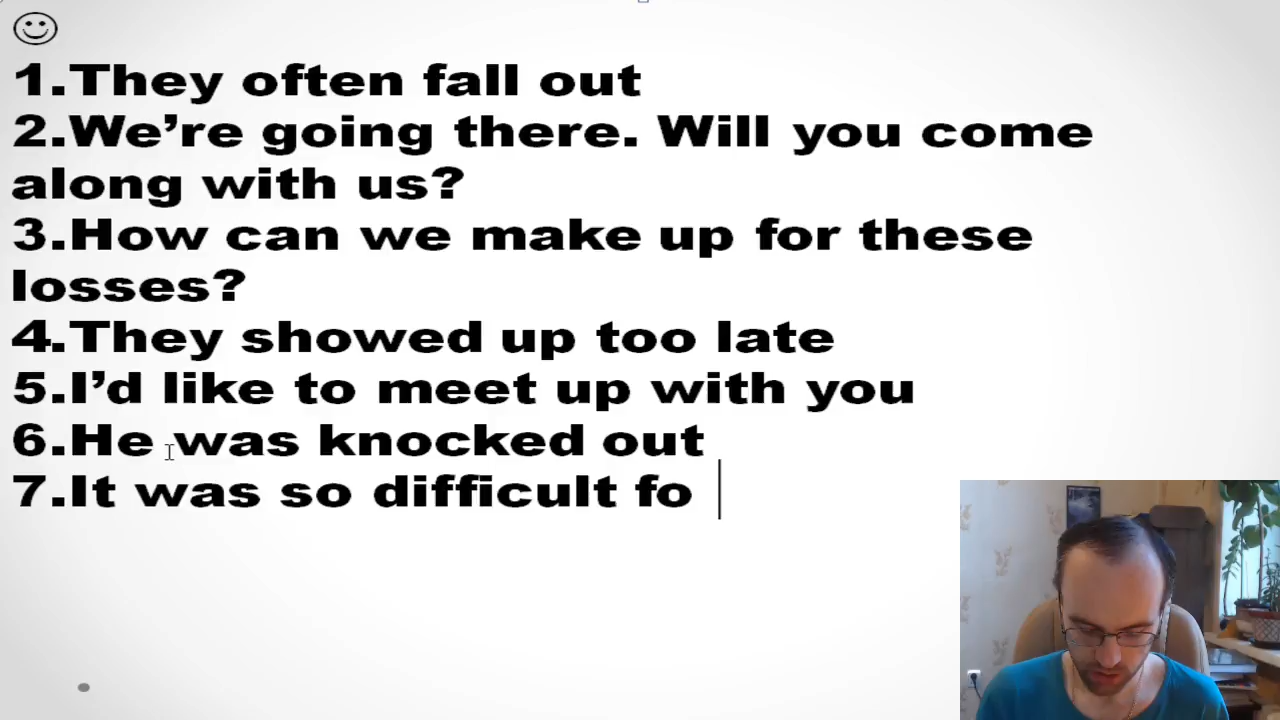 1.They often fall out
2.We’re going there. Will you come
along with us?
3.How can we make up for these
losses?
4.They showed up too late
5.I’d like to meet up with you
6.He was knocked out
7.It was so difficult fo